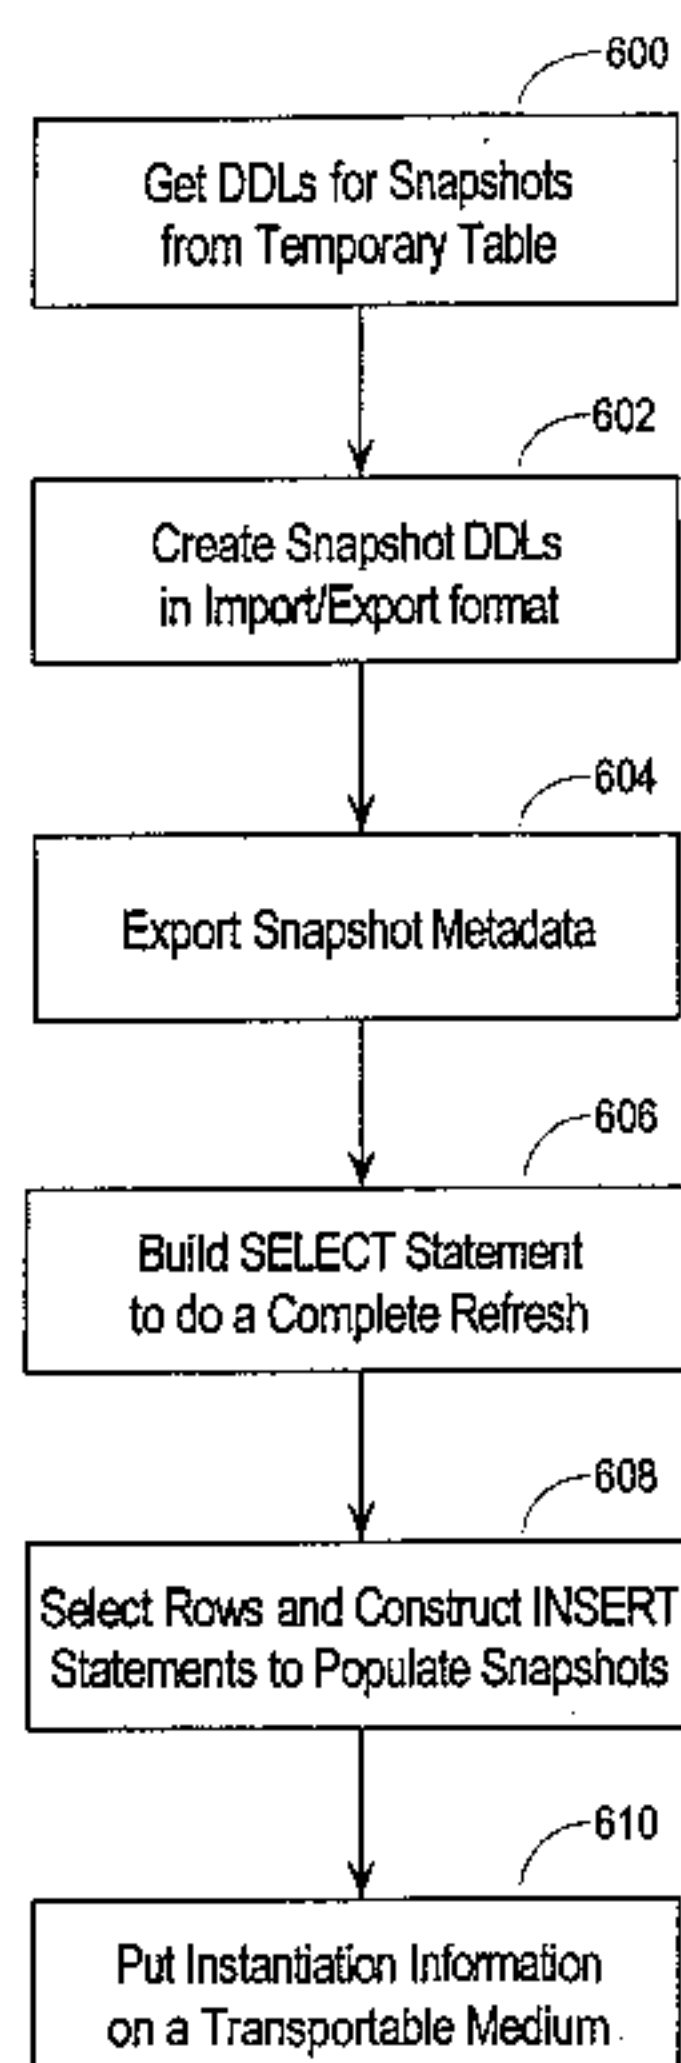 600
Get DDLs for Snapshots
from Temporary Table
602
Create Snapshot DDLs
in Import/Export format
604
Export Snapshot Metadata
606
Build SELECT Statement
to do a Complete Refresh
608
Select Rows and Construct INSERT
Statements to Populate Snapshots
610
Put Instantiation Information
on a Transportable Medium